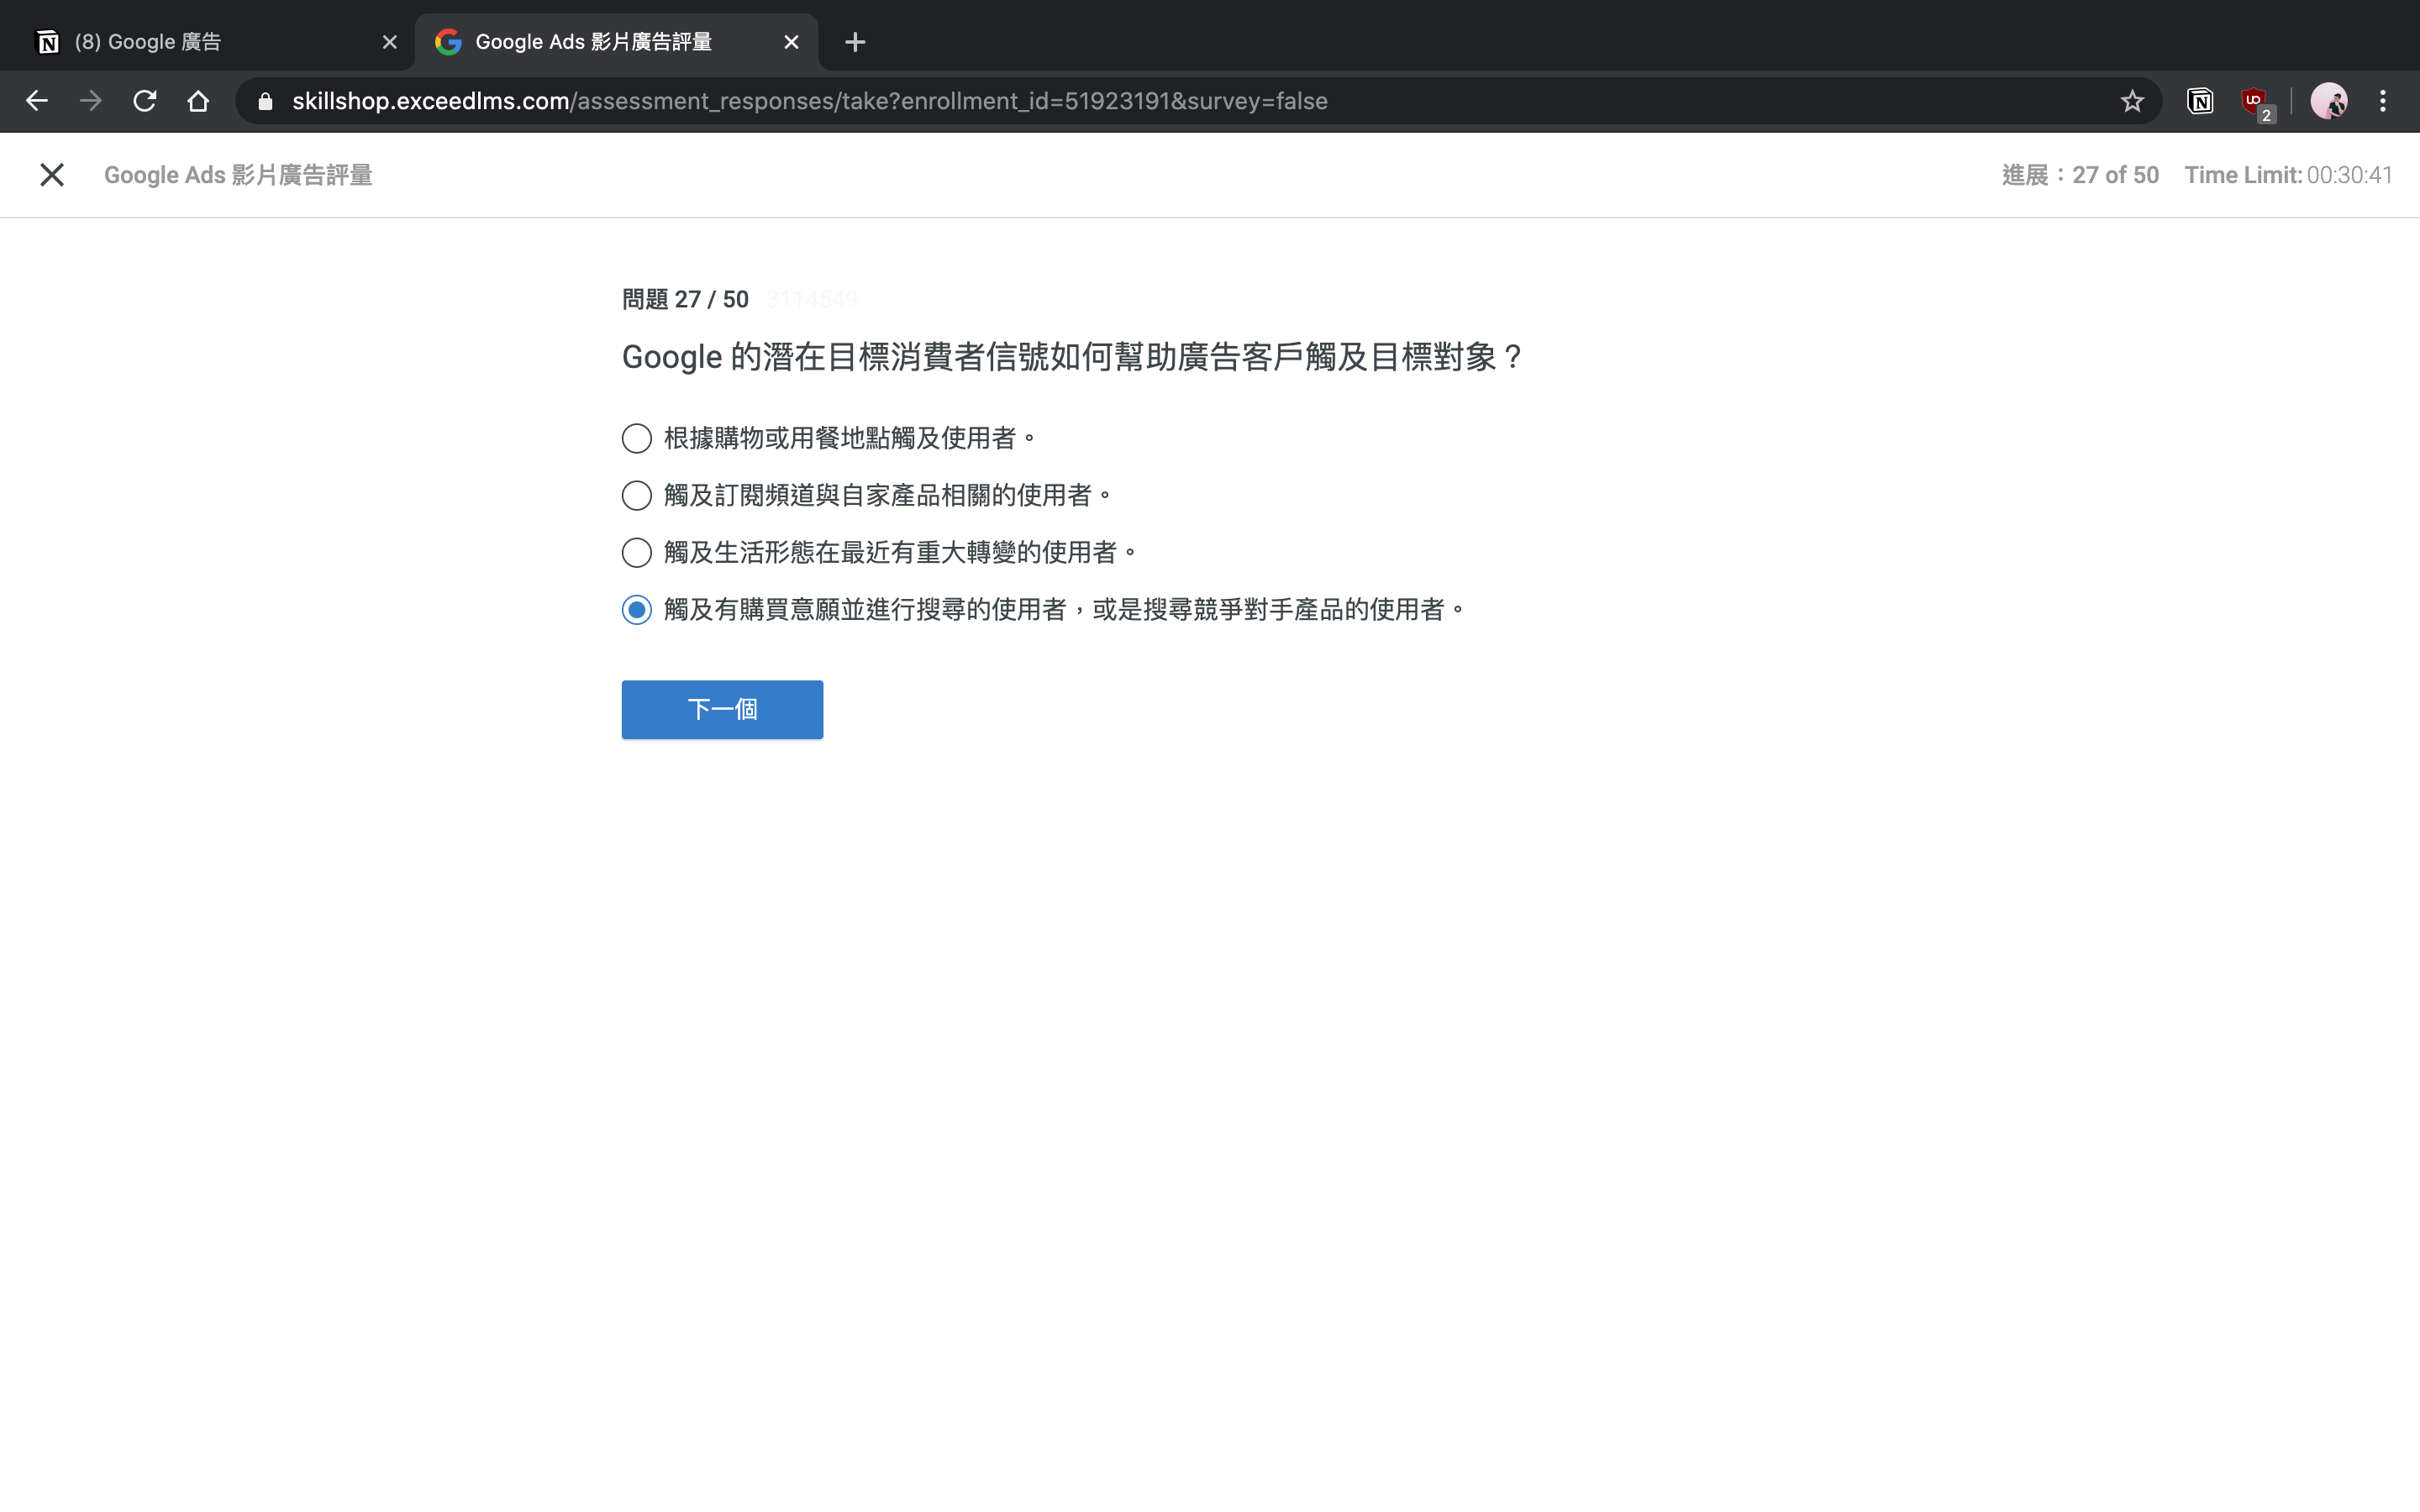 (8) Google 廣告
Google Ads 影片廣告評量
skillshop.exceedlms.com/assessment_responses/take?enrollment_id=51923191&survey=false
2
Google Ads 影片廣告評量
進展：27 of 50 Time Limit: 00:30:41
問題 27 / 50 3114549
Google 的潛在目標消費者信號如何幫助廣告客戶觸及目標對象？
根據購物或用餐地點觸及使用者。
觸及訂閱頻道與自家產品相關的使用者。
觸及生活形態在最近有重大轉變的使用者。
觸及有購買意願並進行搜尋的使用者，或是搜尋競爭對手產品的使用者。
下一個